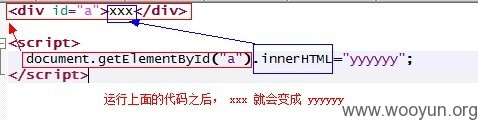 <div id="a">xxx</div>
<script>
document.getElementById("a").innerHTML="yyyyyy";
</script>
运行上面的代码之后， xxx 就会变成 yyyyyy
www.wooyun.org